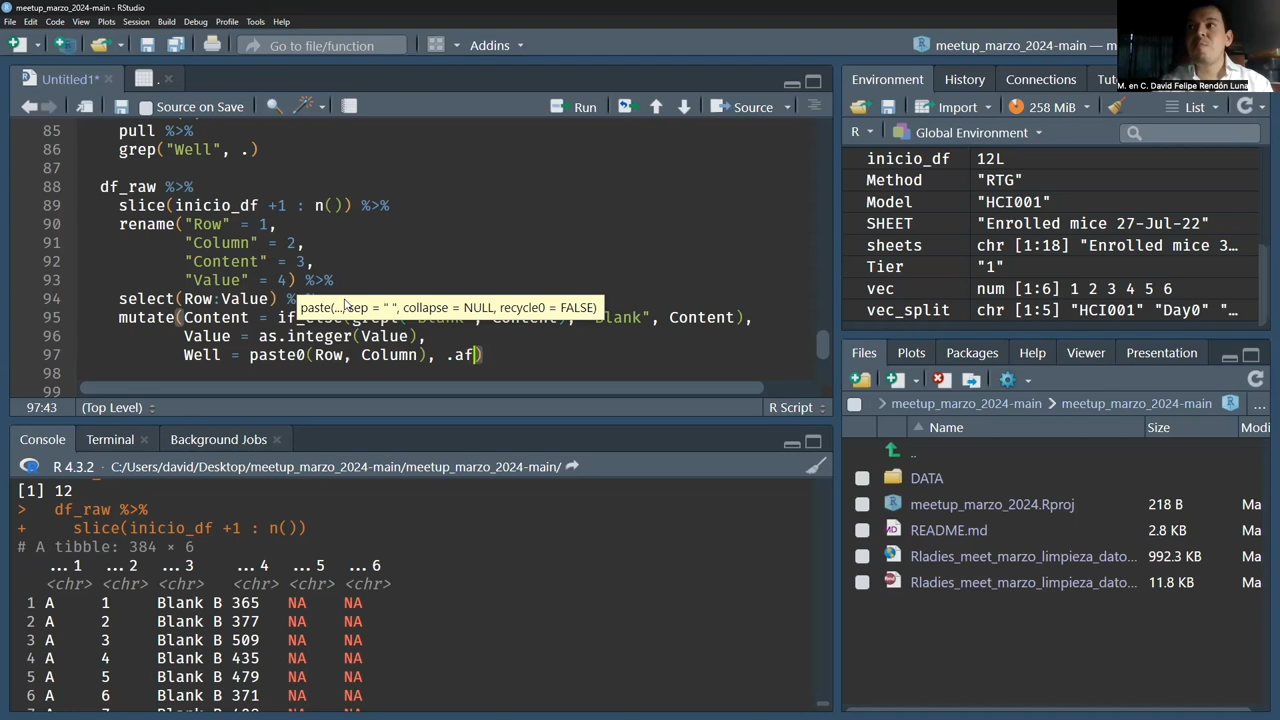 meetup_marzo_2024-main - RStudio
File Edit Code View Plots Session Build Debug Profile Tools Help
Go to file/function
Addins
meetup_marzo_2024-main —
M. en C. David Felipe Rendón Luna
Untitled1*
.
Source on Save
Run
Source
85 pull %>%
86 grep("Well", .)
87
88 df_raw %>%
89 slice(inicio_df +1 : n()) %>%
90 rename("Row" = 1,
91 "Column" = 2,
92 "Content" = 3,
93 "Value" = 4) %>%
94 select(Row:Value)
paste(..., sep = " ", collapse = NULL, recycle0 = FALSE)
95 mutate(Content = if_else(grepl("Blank", Content), "Blank", Content),
96 Value = as.integer(Value),
97 Well = paste0(Row, Column), .af)
98
99
97:43 (Top Level) R Script
Console Terminal Background Jobs
R 4.3.2 · C:/Users/david/Desktop/meetup_marzo_2024-main/meetup_marzo_2024-main/
[1] 12
> df_raw %>%
+ slice(inicio_df +1 : n())
# A tibble: 384 × 6
...1 ...2 ...3 ...4 ...5 ...6
<chr> <chr> <chr> <chr> <chr> <chr>
1 A 1 Blank B 365 NA NA
2 A 2 Blank B 377 NA NA
3 A 3 Blank B 509 NA NA
4 A 4 Blank B 435 NA NA
5 A 5 Blank B 479 NA NA
6 A 6 Blank B 371 NA NA
Environment History Connections Tu
Import 258 MiB List
R Global Environment
inicio_df 12L
Method "RTG"
Model "HCI001"
SHEET "Enrolled mice 27-Jul-22"
sheets chr [1:18] "Enrolled mice 3…
Tier "1"
vec num [1:6] 1 2 3 4 5 6
vec_split chr [1:5] "HCI001" "Day0" "…
Files Plots Packages Help Viewer Presentation
meetup_marzo_2024-main meetup_marzo_2024-main ...
Name Size Modi
..
DATA
meetup_marzo_2024.Rproj 218 B Ma
README.md 2.8 KB Ma
Rladies_meet_marzo_limpieza_dato... 992.3 KB Ma
Rladies_meet_marzo_limpieza_dato... 11.8 KB Ma